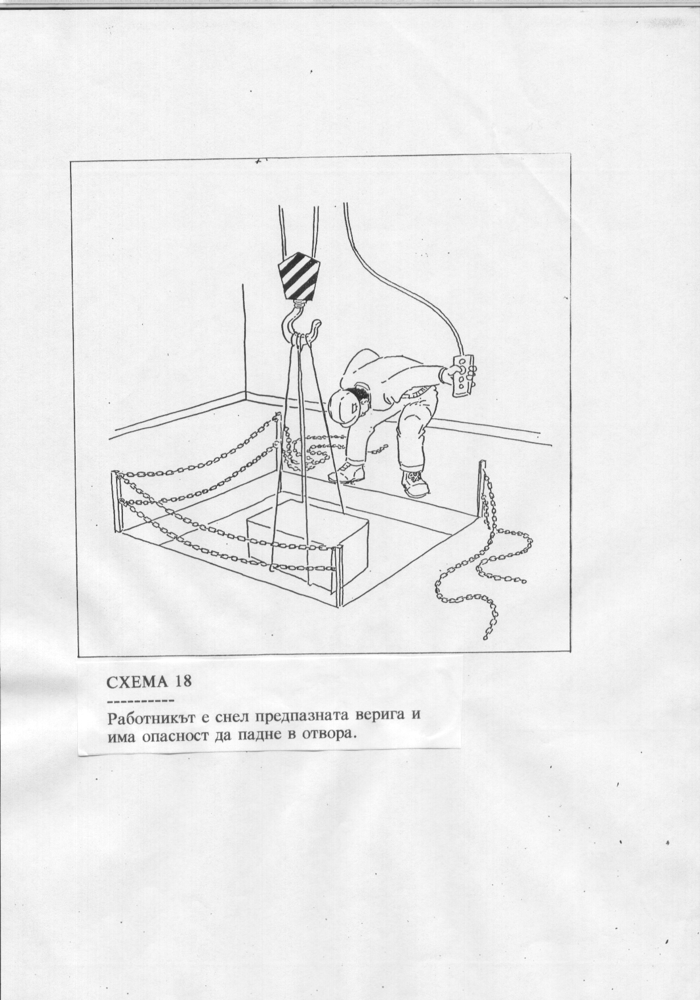 СХЕМА 18
----------
Работникът е снел предпазната верига и
има опасност да падне в отвора.